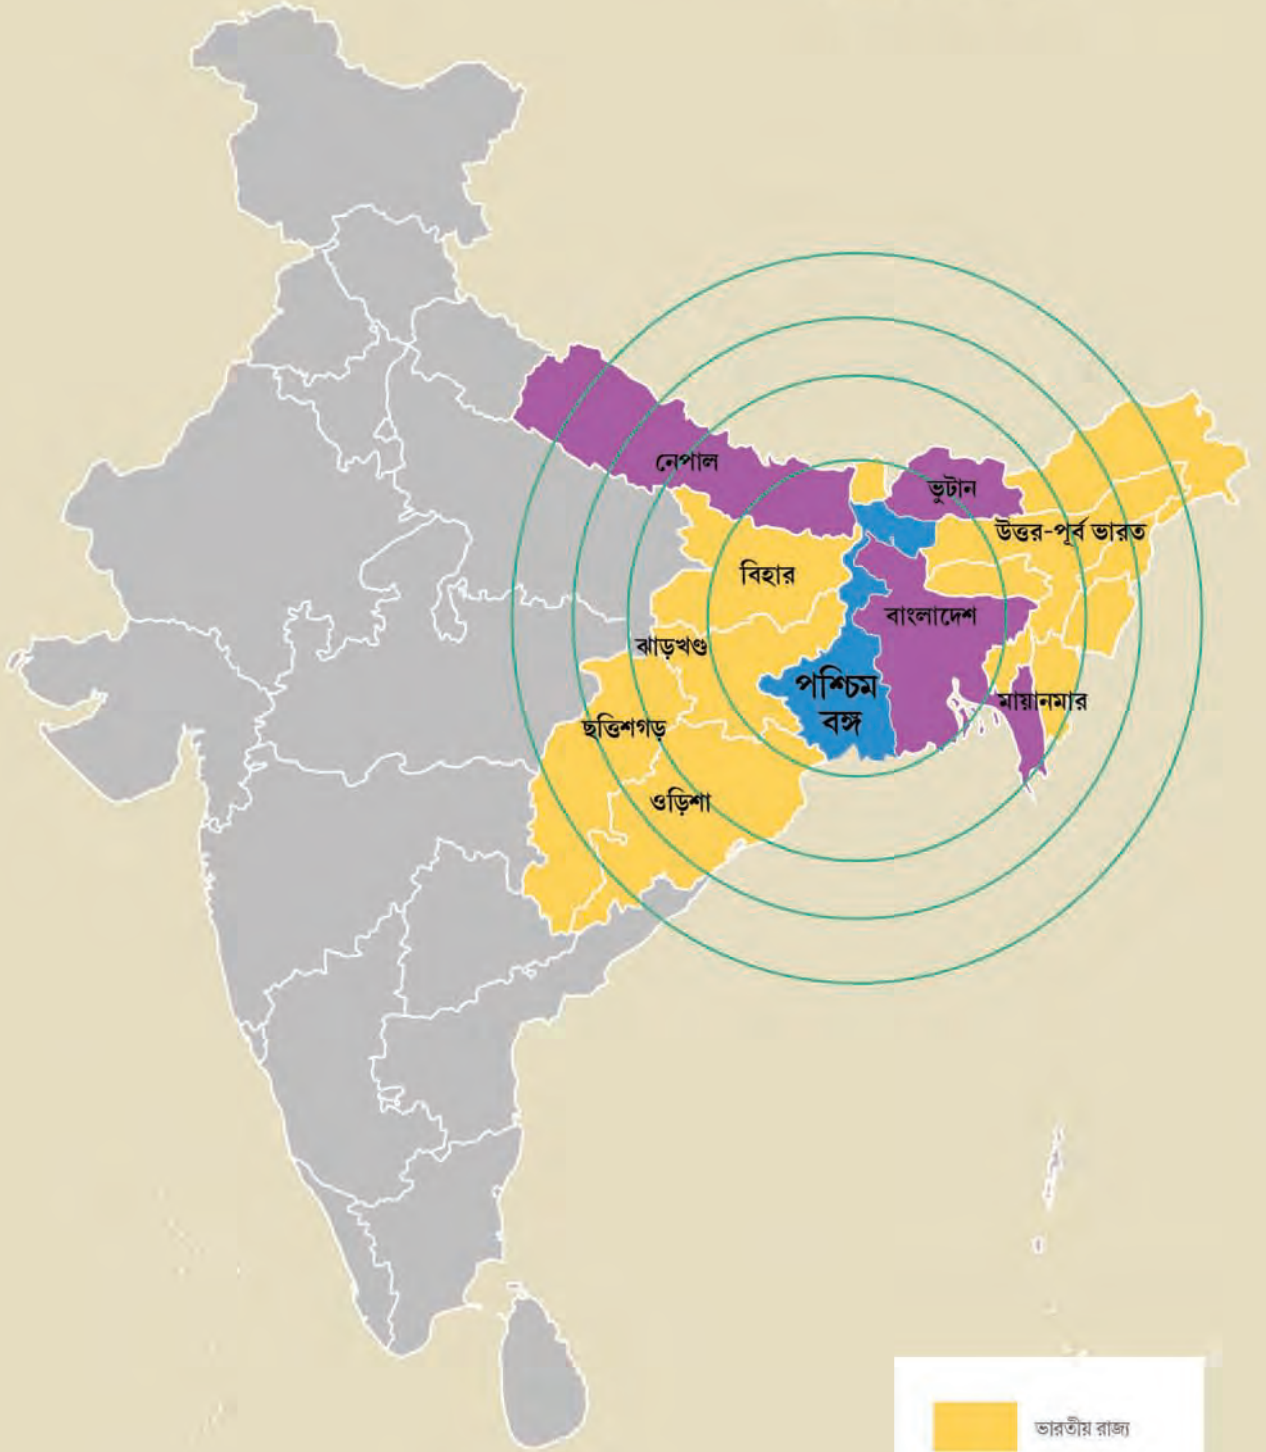 নেপাল
ভুটান
উত্তর-পূর্ব ভারত
বিহার
বাংলাদেশ
ঝাড়খণ্ড
পশ্চিম
বঙ্গ
মায়ানমার
ছত্তিশগড়
ওড়িশা
ভারতীয় রাজ্য